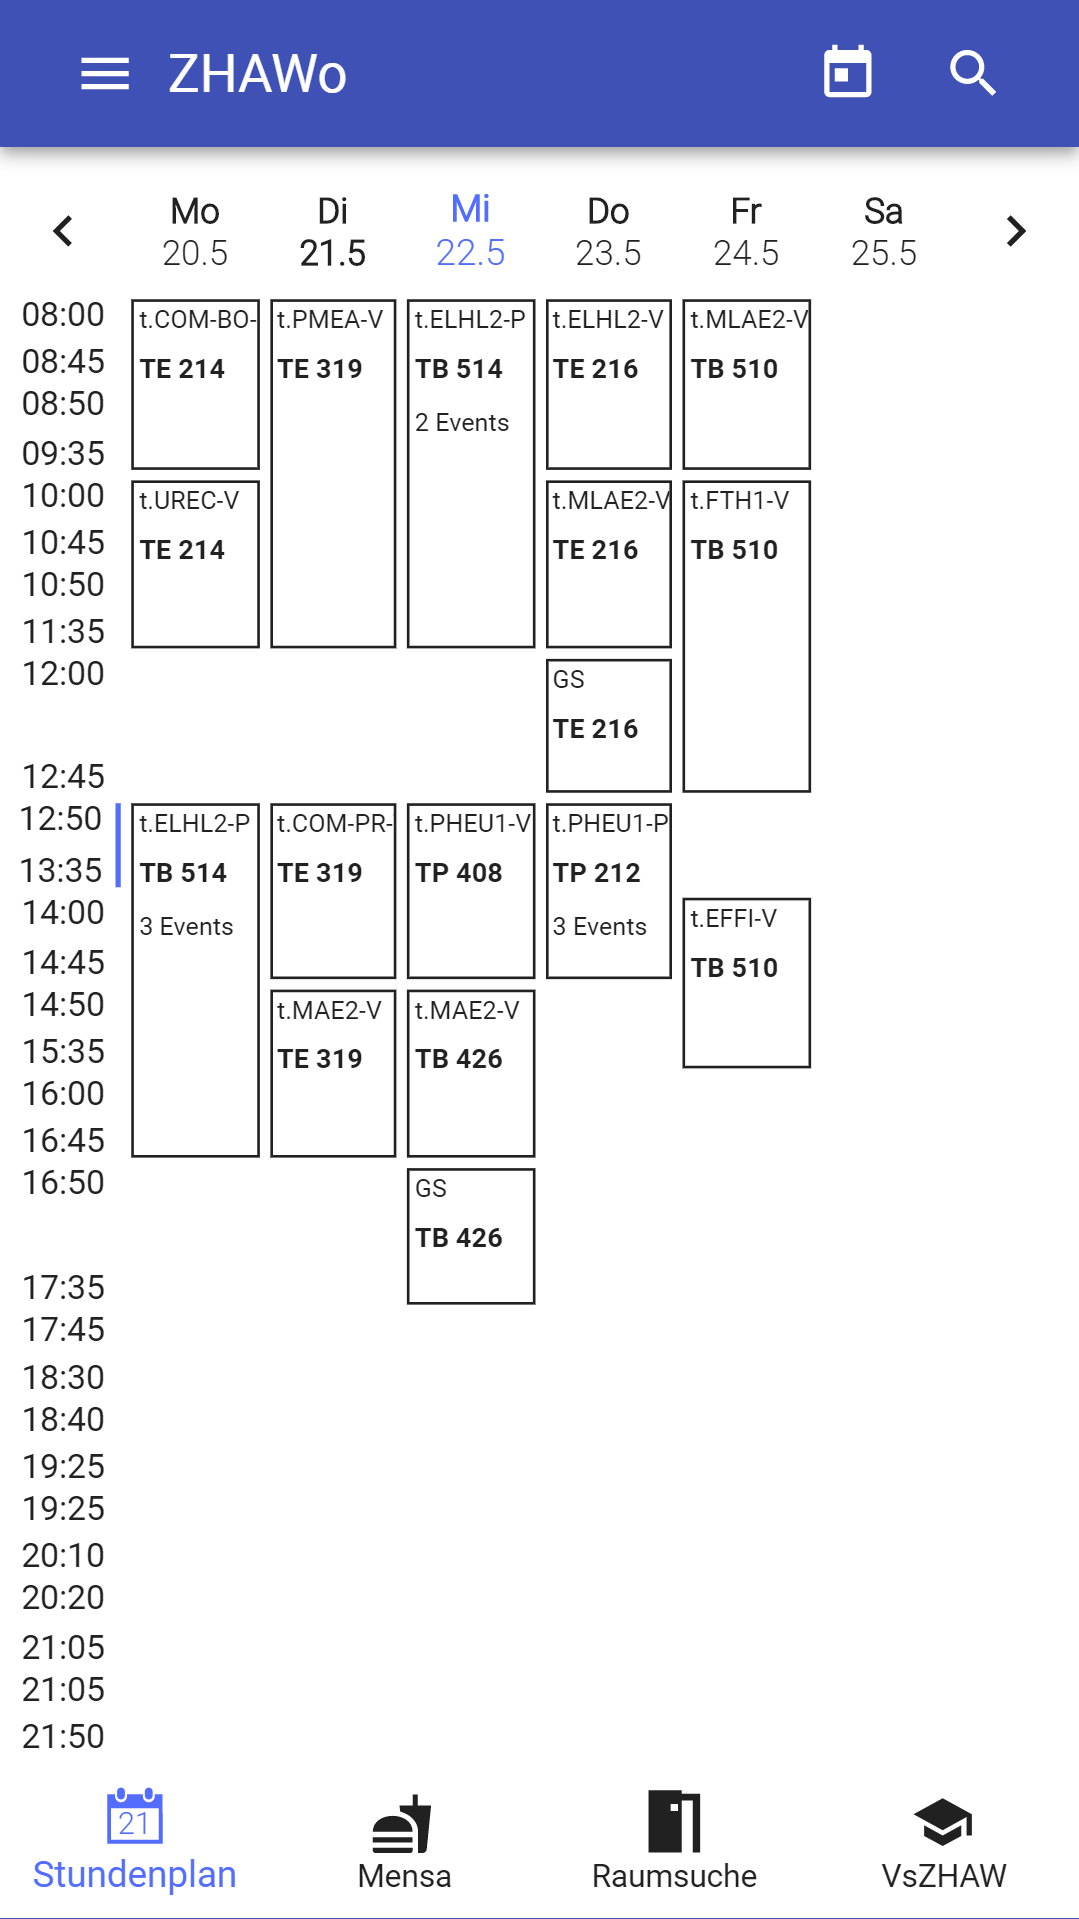 ZHAWo
Mo Di Mi Do Fr Sa
20.5 21.5 22.5 23.5 24.5 25.5
08:00
08:45
08:50
09:35
10:00
10:45
10:50
11:35
12:00
12:45
12:50
13:35
14:00
14:45
14:50
15:35
16:00
16:45
16:50
17:35
17:45
18:30
18:40
19:25
19:25
20:10
20:20
21:05
21:05
21:50
t.COM-BO-
TE 214
t.UREC-V
TE 214
t.ELHL2-P
TB 514
3 Events
t.PMEA-V
TE 319
t.COM-PR-
TE 319
t.MAE2-V
TE 319
t.ELHL2-P
TB 514
2 Events
t.PHEU1-V
TP 408
t.MAE2-V
TB 426
GS
TB 426
t.ELHL2-V
TE 216
t.MLAE2-V
TE 216
GS
TE 216
t.PHEU1-P
TP 212
3 Events
t.MLAE2-V
TB 510
t.FTH1-V
TB 510
t.EFFI-V
TB 510
21
Stundenplan Mensa Raumsuche VsZHAW